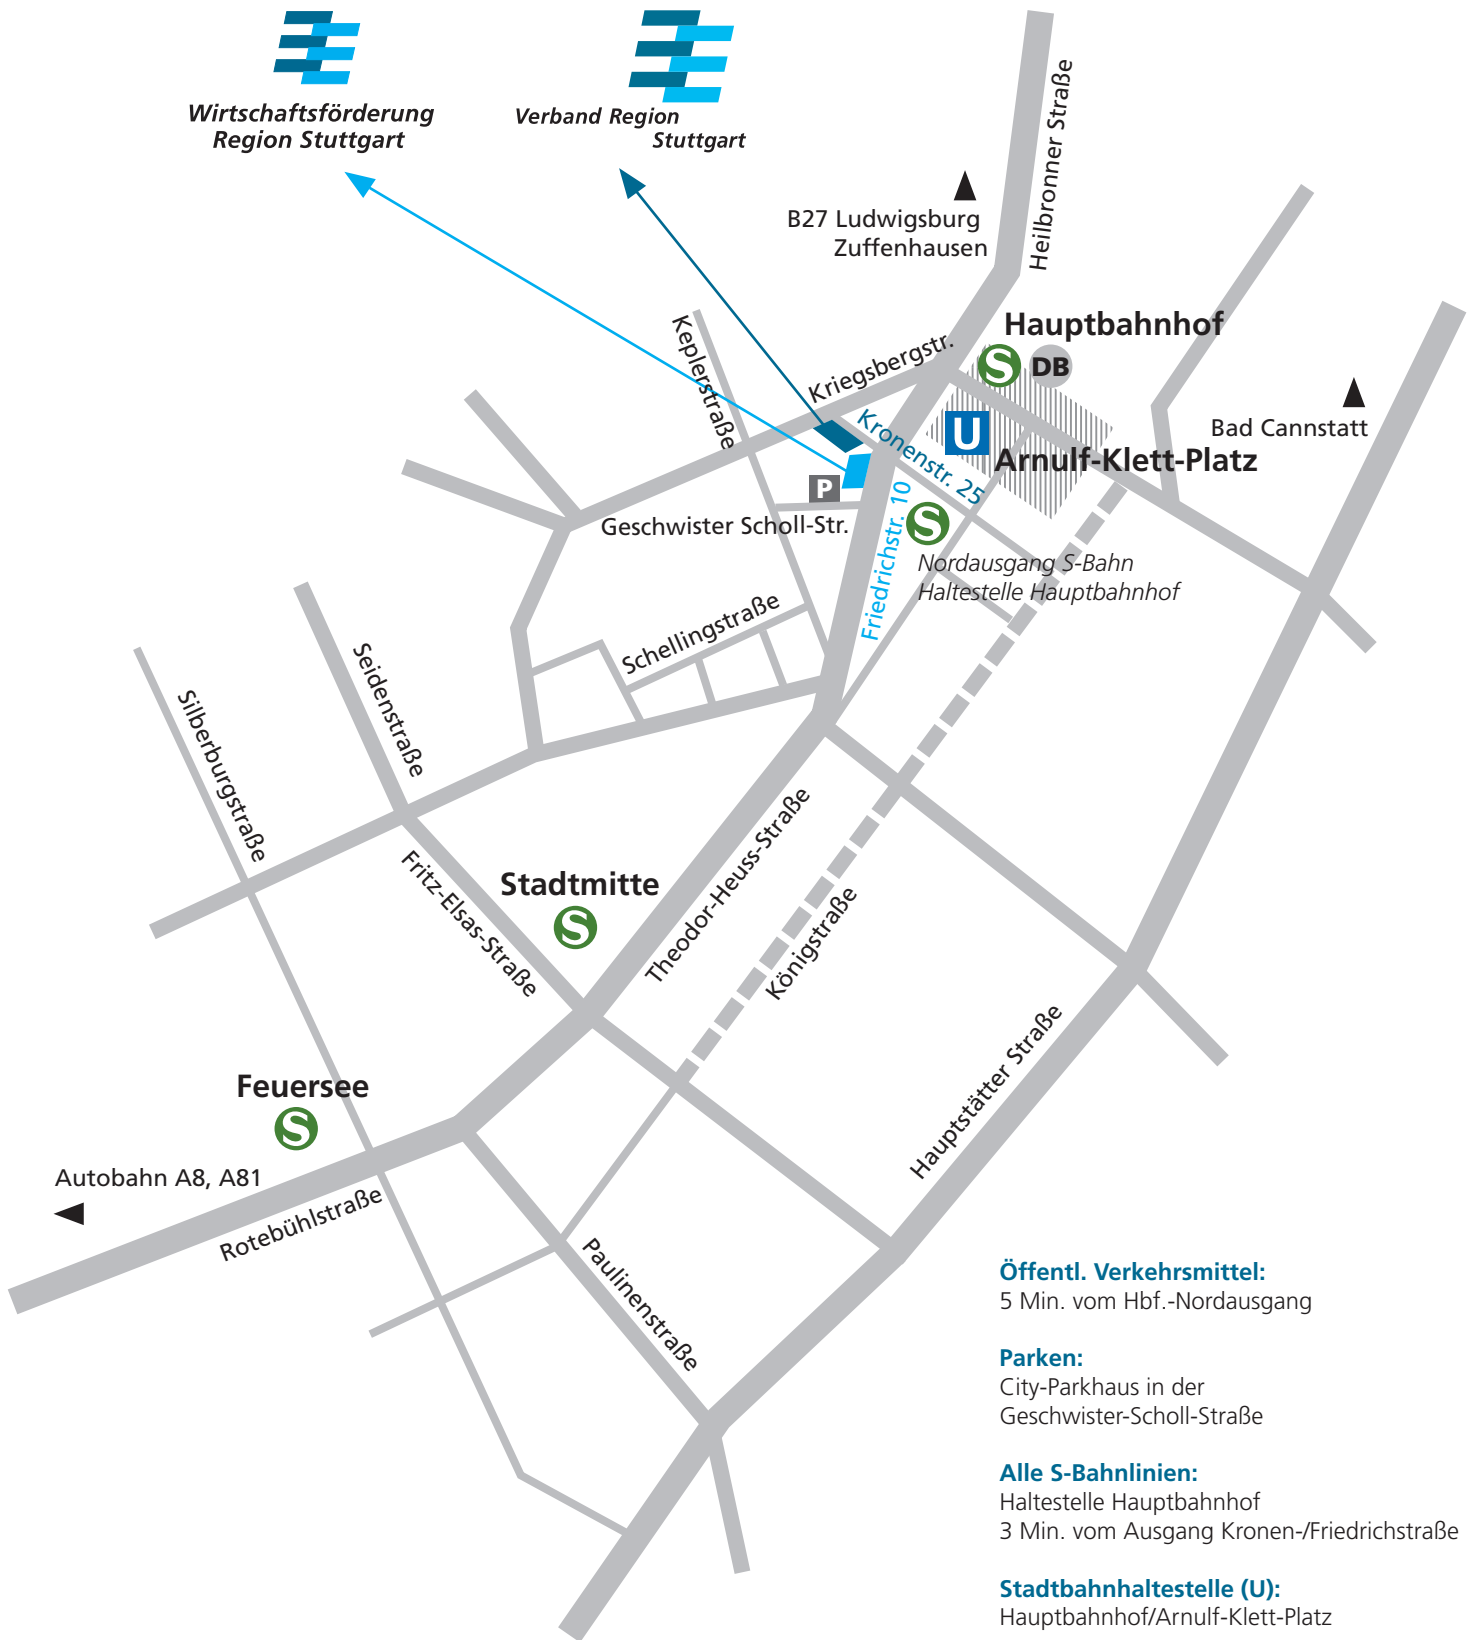 Wirtschaftsförderung
Region Stuttgart
Verband Region
Stuttgart
Heilbronner Straße
B27 Ludwigsburg
Zuffenhausen
Hauptbahnhof
S
DB
Keplerstraße
Kriegsbergstr.
Kronenstr. 25
U
Arnulf-Klett-Platz
Bad Cannstatt
P
Geschwister Scholl-Str.
Friedrichstr. 10
S
Nordausgang S-Bahn
Haltestelle Hauptbahnhof
Schellingstraße
Seidenstraße
Silberburgstraße
Fritz-Elsas-Straße
Stadtmitte
S
Theodor-Heuss-Straße
Königstraße
Hauptstätter Straße
Feuersee
S
Autobahn A8, A81
Rotebühlstraße
Paulinenstraße
Öffentl. Verkehrsmittel:
5 Min. vom Hbf.-Nordausgang
Parken:
City-Parkhaus in der
Geschwister-Scholl-Straße
Alle S-Bahnlinien:
Haltestelle Hauptbahnhof
3 Min. vom Ausgang Kronen-/Friedrichstraße
Stadtbahnhaltestelle (U):
Hauptbahnhof/Arnulf-Klett-Platz